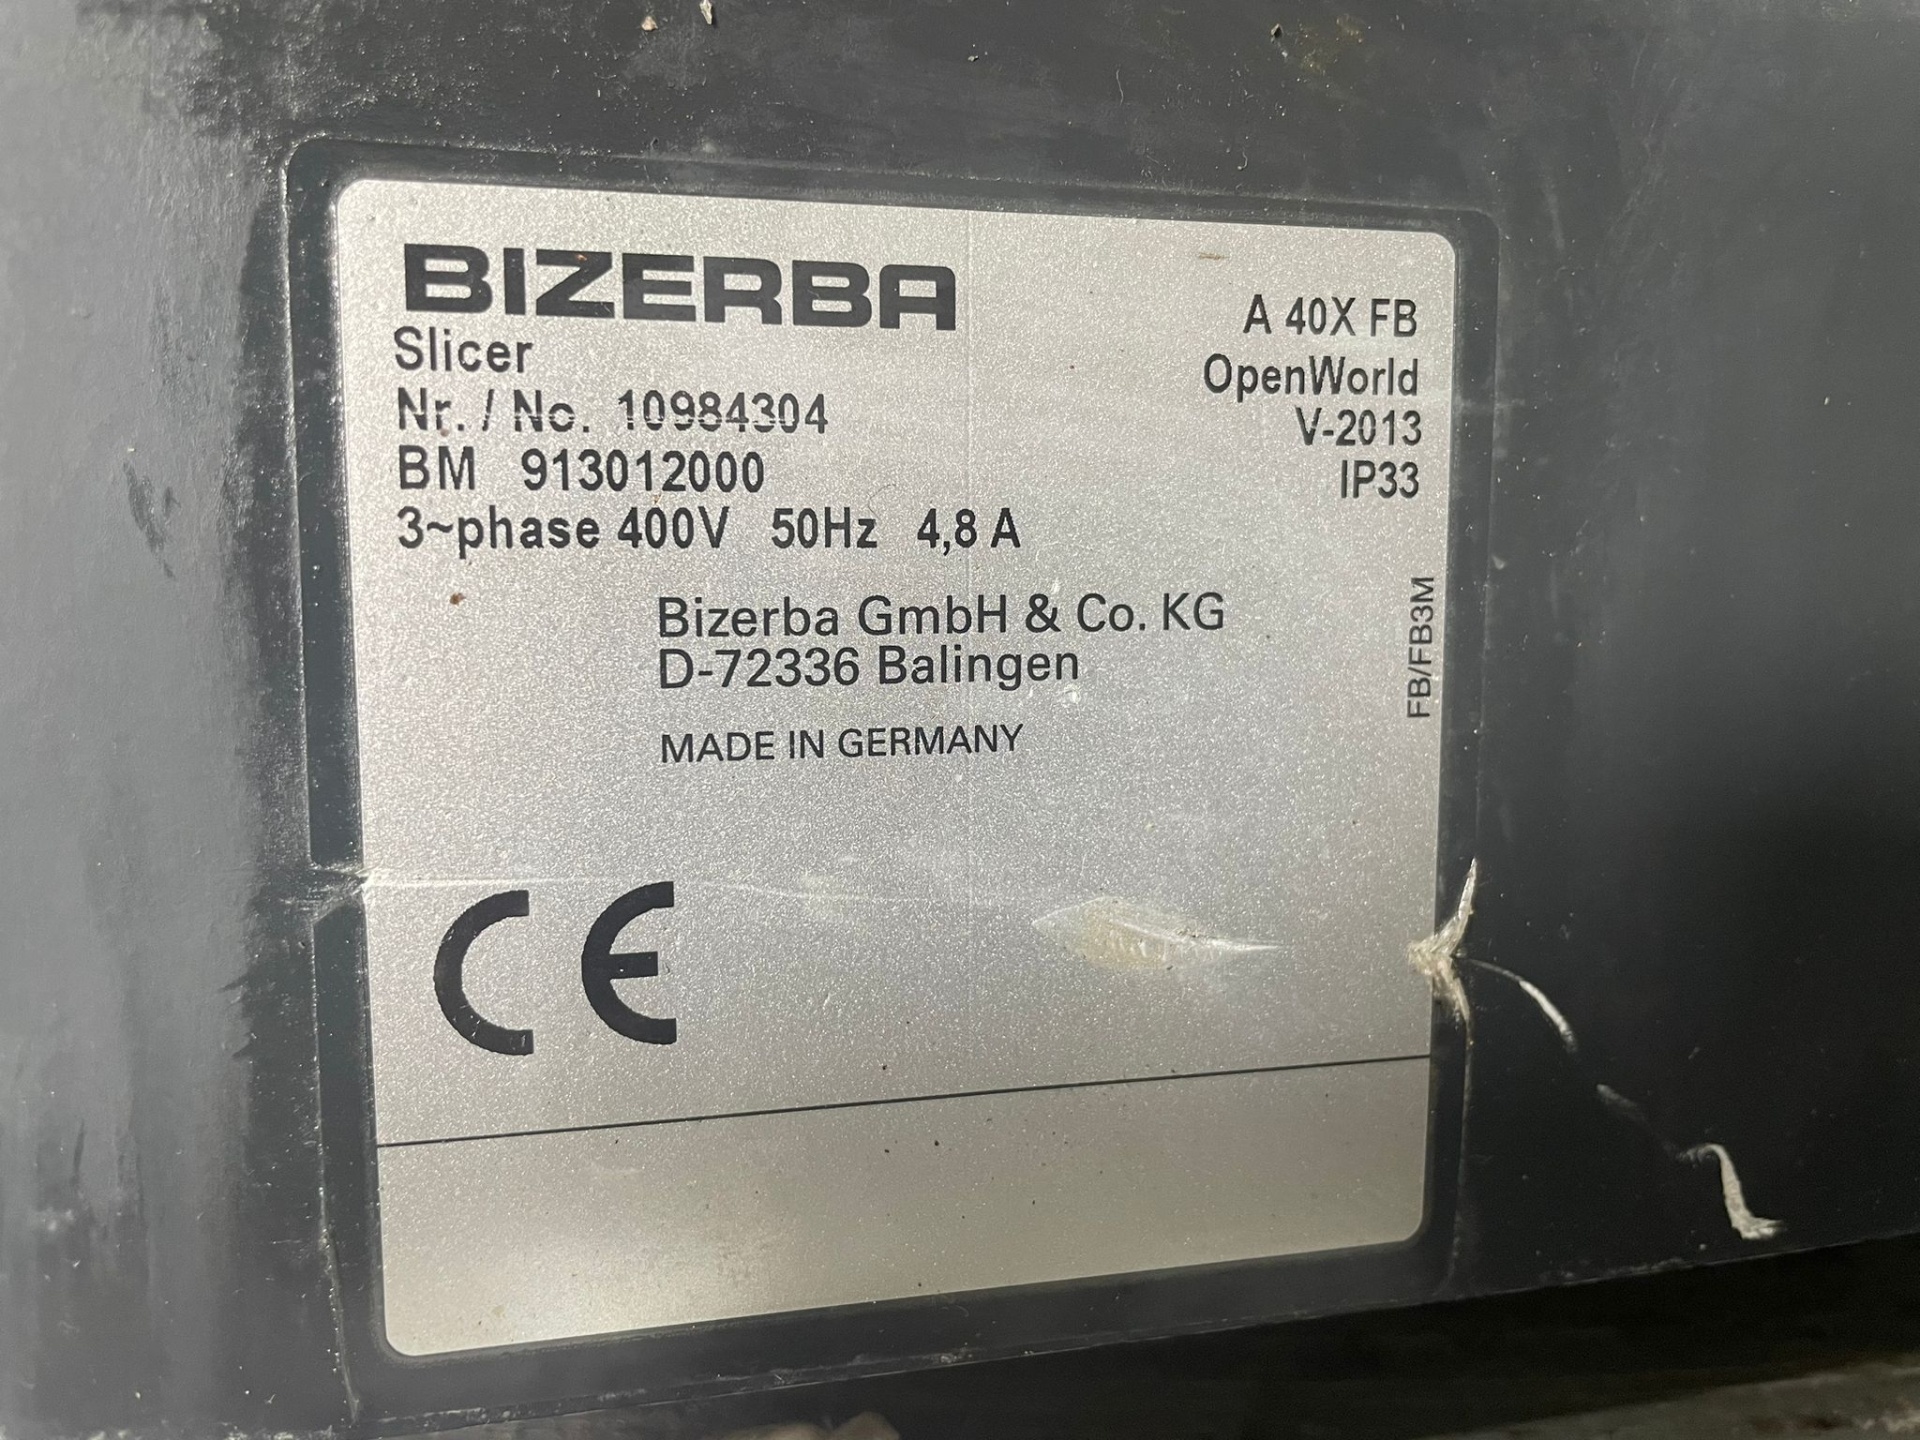 BIZERBA
Slicer
Nr. / No. 10984304
BM 913012000
3~phase 400V 50Hz 4,8 A
A 40X FB
OpenWorld
V-2013
IP33
Bizerba GmbH & Co. KG
D-72336 Balingen
MADE IN GERMANY
FB/FB3M
CE